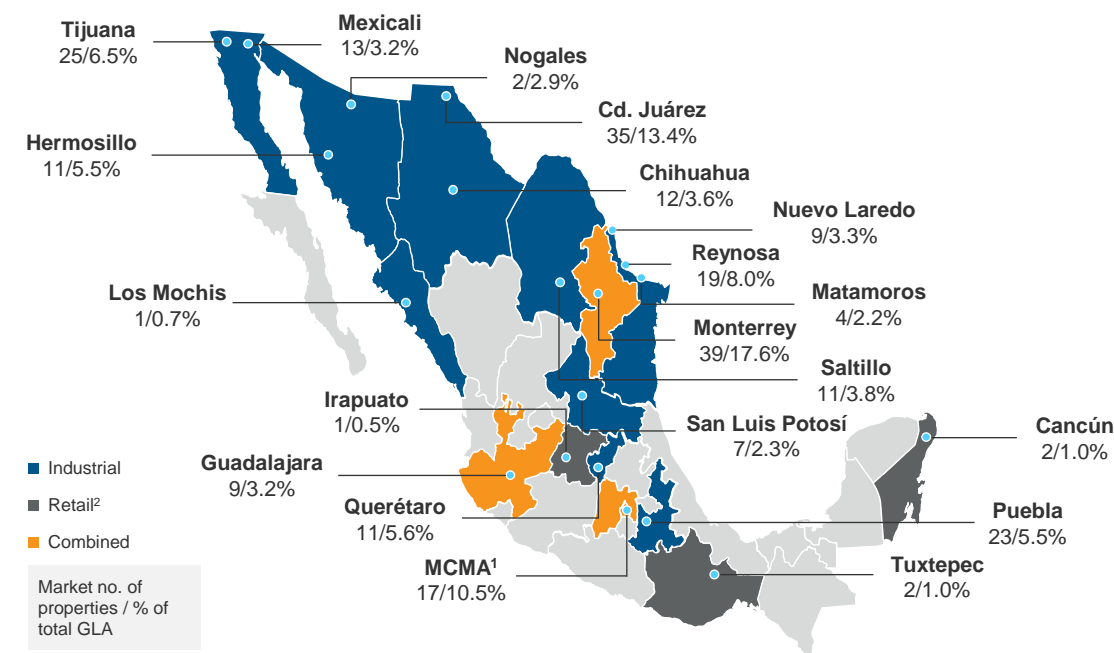 Tijuana
25/6.5%
Mexicali
13/3.2%
Nogales
2/2.9%
Cd. Juárez
35/13.4%
Hermosillo
11/5.5%
Chihuahua
12/3.6%
Nuevo Laredo
9/3.3%
Reynosa
19/8.0%
Los Mochis
1/0.7%
Matamoros
4/2.2%
Monterrey
39/17.6%
Saltillo
11/3.8%
Irapuato
1/0.5%
San Luis Potosí
7/2.3%
Cancún
2/1.0%
Guadalajara
9/3.2%
Querétaro
11/5.6%
Puebla
23/5.5%
MCMA¹
17/10.5%
Tuxtepec
2/1.0%
Industrial
Retail²
Combined
Market no. of
properties / % of
total GLA